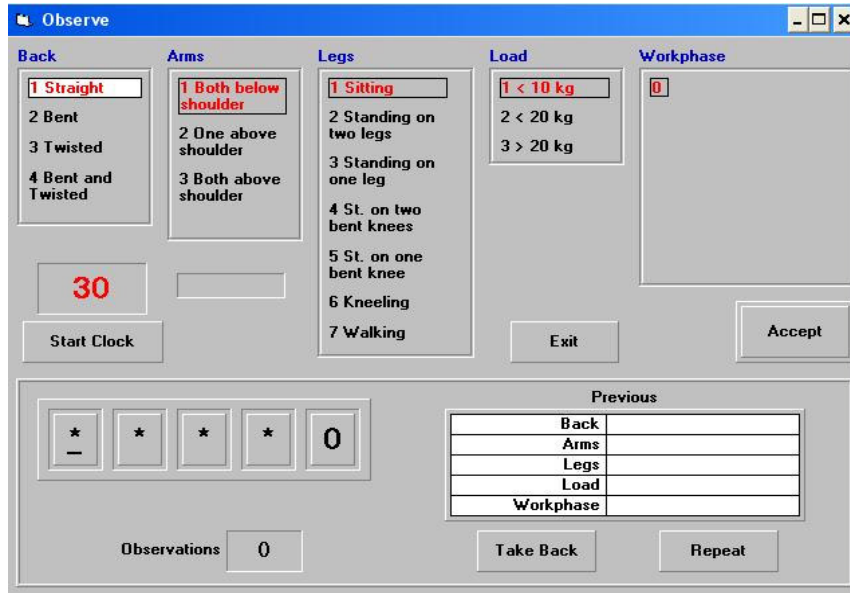 Observe
Back
1 Straight
2 Bent
3 Twisted
4 Bent and
Twisted
Arms
1 Both below
shoulder
2 One above
shoulder
3 Both above
shoulder
Legs
1 Sitting
2 Standing on
two legs
3 Standing on
one leg
4 St. on two
bent knees
5 St. on one
bent knee
6 Kneeling
7 Walking
Load
1 < 10 kg
2 < 20 kg
3 > 20 kg
Workphase
0
30
Start Clock
Exit
Accept
* * * * 0
Observations 0
Previous
Back
Arms
Legs
Load
Workphase
Take Back
Repeat